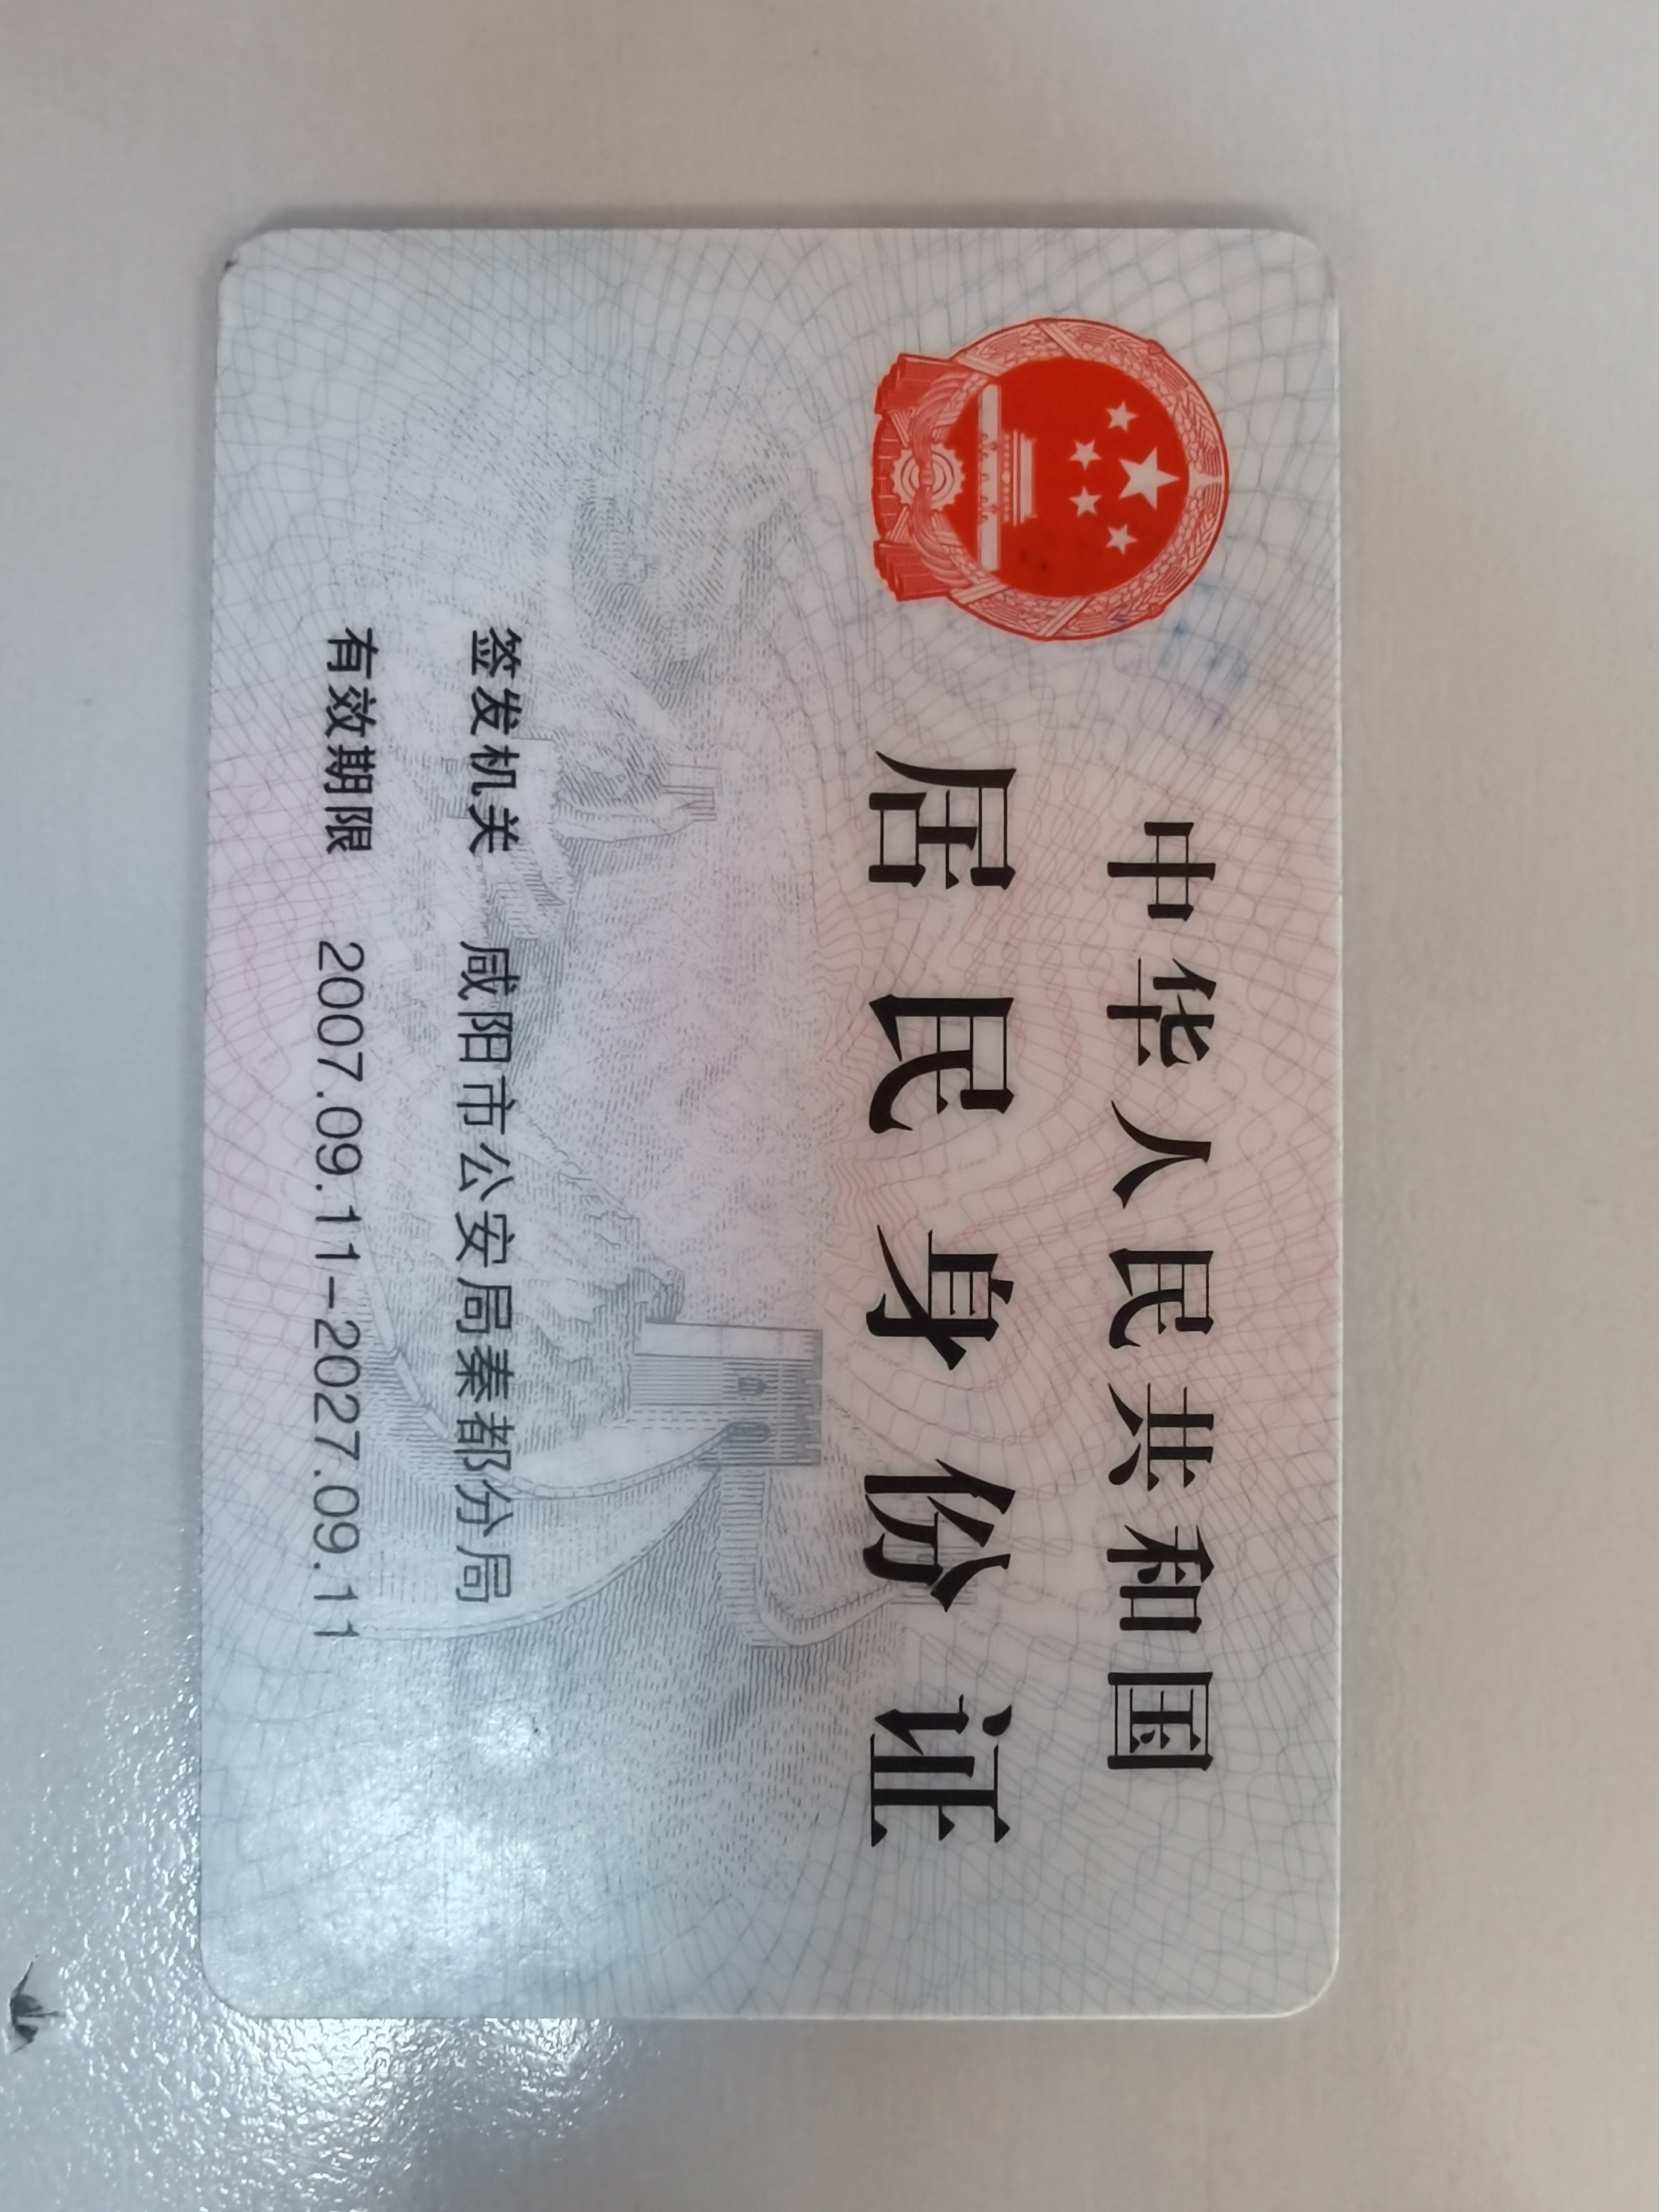 中华人民共和国
居民身份证
签发机关 咸阳市公安局秦都分局
有效期限 2007.09.11-2027.09.11